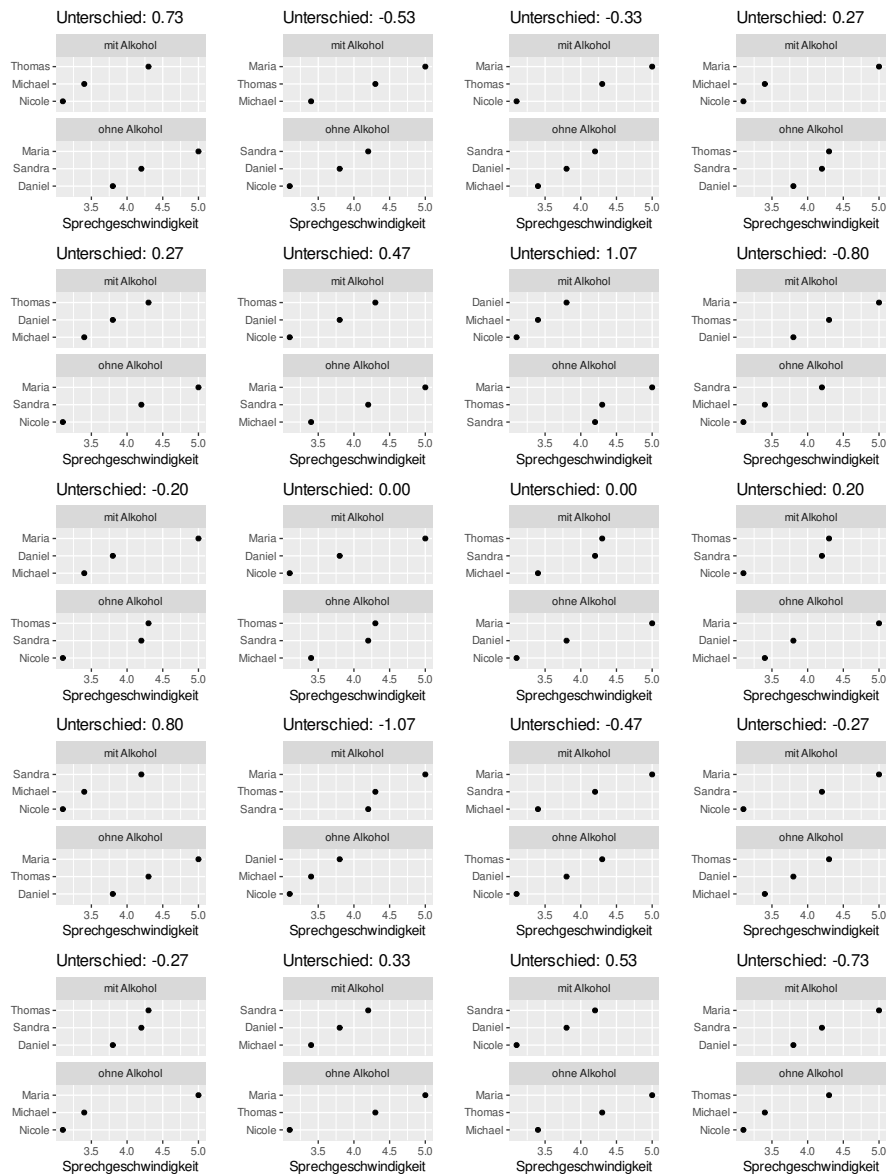 Unterschied: 0.73
mit Alkohol
Thomas
Michael
Nicole
ohne Alkohol
Maria
Sandra
Daniel
3.5 4.0 4.5 5.0
Sprechgeschwindigkeit
Unterschied: -0.53
mit Alkohol
Maria
Thomas
Michael
ohne Alkohol
Sandra
Daniel
Nicole
3.5 4.0 4.5 5.0
Sprechgeschwindigkeit
Unterschied: -0.33
mit Alkohol
Maria
Thomas
Nicole
ohne Alkohol
Sandra
Daniel
Michael
3.5 4.0 4.5 5.0
Sprechgeschwindigkeit
Unterschied: 0.27
mit Alkohol
Maria
Michael
Nicole
ohne Alkohol
Thomas
Sandra
Daniel
3.5 4.0 4.5 5.0
Sprechgeschwindigkeit
Unterschied: 0.27
mit Alkohol
Thomas
Daniel
Michael
ohne Alkohol
Maria
Sandra
Nicole
3.5 4.0 4.5 5.0
Sprechgeschwindigkeit
Unterschied: 0.47
mit Alkohol
Thomas
Daniel
Nicole
ohne Alkohol
Maria
Sandra
Michael
3.5 4.0 4.5 5.0
Sprechgeschwindigkeit
Unterschied: 1.07
mit Alkohol
Daniel
Michael
Nicole
ohne Alkohol
Maria
Thomas
Sandra
3.5 4.0 4.5 5.0
Sprechgeschwindigkeit
Unterschied: -0.80
mit Alkohol
Maria
Thomas
Daniel
ohne Alkohol
Sandra
Michael
Nicole
3.5 4.0 4.5 5.0
Sprechgeschwindigkeit
Unterschied: -0.20
mit Alkohol
Maria
Daniel
Michael
ohne Alkohol
Thomas
Sandra
Nicole
3.5 4.0 4.5 5.0
Sprechgeschwindigkeit
Unterschied: 0.00
mit Alkohol
Maria
Daniel
Nicole
ohne Alkohol
Thomas
Sandra
Michael
3.5 4.0 4.5 5.0
Sprechgeschwindigkeit
Unterschied: 0.00
mit Alkohol
Thomas
Sandra
Michael
ohne Alkohol
Maria
Daniel
Nicole
3.5 4.0 4.5 5.0
Sprechgeschwindigkeit
Unterschied: 0.20
mit Alkohol
Thomas
Sandra
Nicole
ohne Alkohol
Maria
Daniel
Michael
3.5 4.0 4.5 5.0
Sprechgeschwindigkeit
Unterschied: 0.80
mit Alkohol
Sandra
Michael
Nicole
ohne Alkohol
Maria
Thomas
Daniel
3.5 4.0 4.5 5.0
Sprechgeschwindigkeit
Unterschied: -1.07
mit Alkohol
Maria
Thomas
Sandra
ohne Alkohol
Daniel
Michael
Nicole
3.5 4.0 4.5 5.0
Sprechgeschwindigkeit
Unterschied: -0.47
mit Alkohol
Maria
Sandra
Michael
ohne Alkohol
Thomas
Daniel
Nicole
3.5 4.0 4.5 5.0
Sprechgeschwindigkeit
Unterschied: -0.27
mit Alkohol
Maria
Sandra
Nicole
ohne Alkohol
Thomas
Daniel
Michael
3.5 4.0 4.5 5.0
Sprechgeschwindigkeit
Unterschied: -0.27
mit Alkohol
Thomas
Sandra
Daniel
ohne Alkohol
Maria
Michael
Nicole
3.5 4.0 4.5 5.0
Sprechgeschwindigkeit
Unterschied: 0.33
mit Alkohol
Sandra
Daniel
Michael
ohne Alkohol
Maria
Thomas
Nicole
3.5 4.0 4.5 5.0
Sprechgeschwindigkeit
Unterschied: 0.53
mit Alkohol
Sandra
Daniel
Nicole
ohne Alkohol
Maria
Thomas
Michael
3.5 4.0 4.5 5.0
Sprechgeschwindigkeit
Unterschied: -0.73
mit Alkohol
Maria
Sandra
Daniel
ohne Alkohol
Thomas
Michael
Nicole
3.5 4.0 4.5 5.0
Sprechgeschwindigkeit